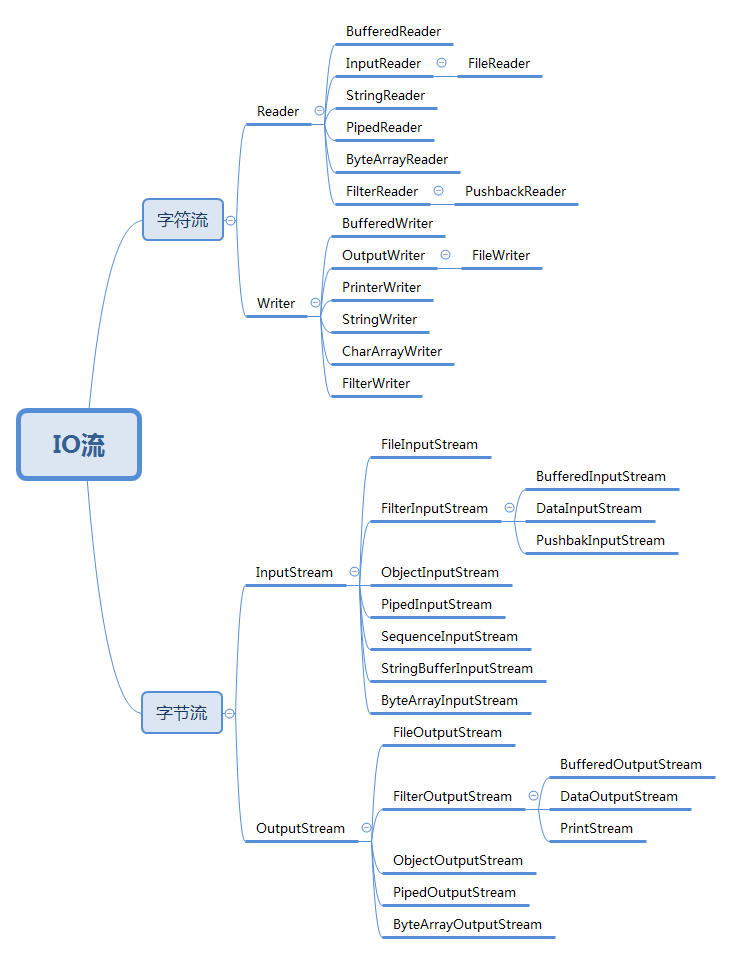 IO流
字符流
Reader
BufferedReader
InputReader
FileReader
StringReader
PipedReader
ByteArrayReader
FilterReader
PushbackReader
Writer
BufferedWriter
OutputWriter
FileWriter
PrinterWriter
StringWriter
CharArrayWriter
FilterWriter
字节流
InputStream
FileInputStream
FilterInputStream
BufferedInputStream
DataInputStream
PushbakInputStream
ObjectInputStream
PipedInputStream
SequenceInputStream
StringBufferInputStream
ByteArrayInputStream
OutputStream
FileOutputStream
FilterOutputStream
BufferedOutputStream
DataOutputStream
PrintStream
ObjectOutputStream
PipedOutputStream
ByteArrayOutputStream